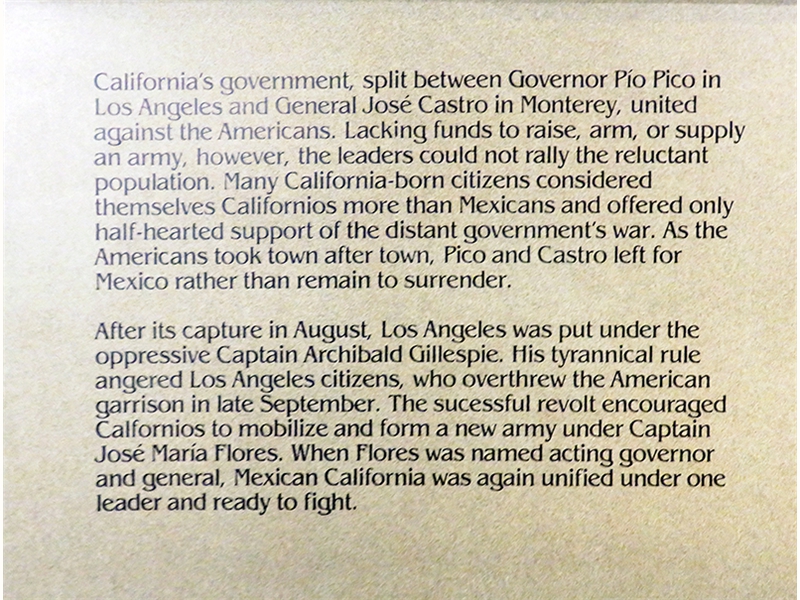 California's government, split between Governor Pío Pico in
Los Angeles and General José Castro in Monterey, united
against the Americans. Lacking funds to raise, arm, or supply
an army, however, the leaders could not rally the reluctant
population. Many California-born citizens considered
themselves Californios more than Mexicans and offered only
half-hearted support of the distant government's war. As the
Americans took town after town, Pico and Castro left for
Mexico rather than remain to surrender.

After its capture in August, Los Angeles was put under the
oppressive Captain Archibald Gillespie. His tyrannical rule
angered Los Angeles citizens, who overthrew the American
garrison in late September. The sucessful revolt encouraged
Calfornios to mobilize and form a new army under Captain
José María Flores. When Flores was named acting governor
and general, Mexican California was again unified under one
leader and ready to fight.